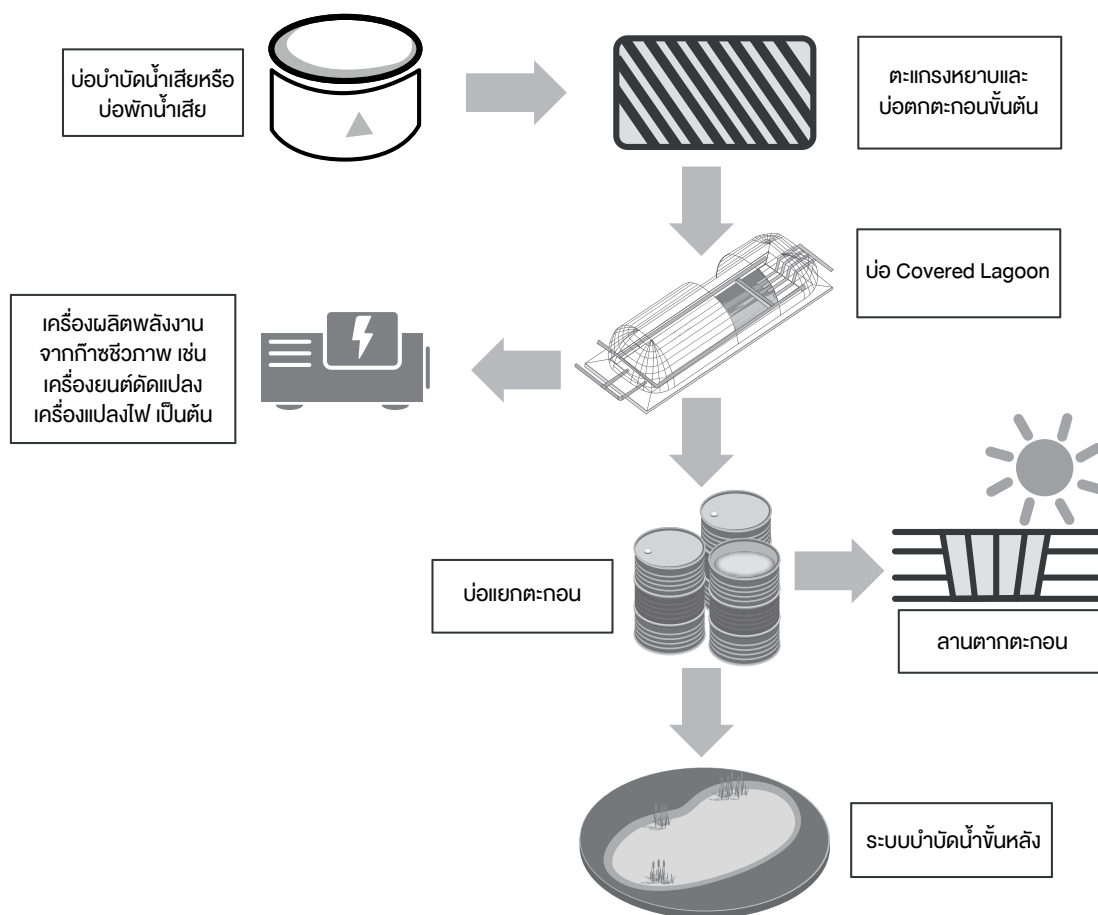 บ่อบำบัดน้ำเสียหรือ
บ่อพักน้ำเสีย
ตะแกรงหยาบและ
บ่อตกตะกอนขั้นต้น
บ่อ Covered Lagoon
เครื่องผลิตพลังงาน
จากก๊าซชีวภาพ เช่น
เครื่องยนต์ดัดแปลง
เครื่องแปลงไฟ เป็นต้น
บ่อแยกตะกอน
ลานตากตะกอน
ระบบบำบัดน้ำขั้นหลัง